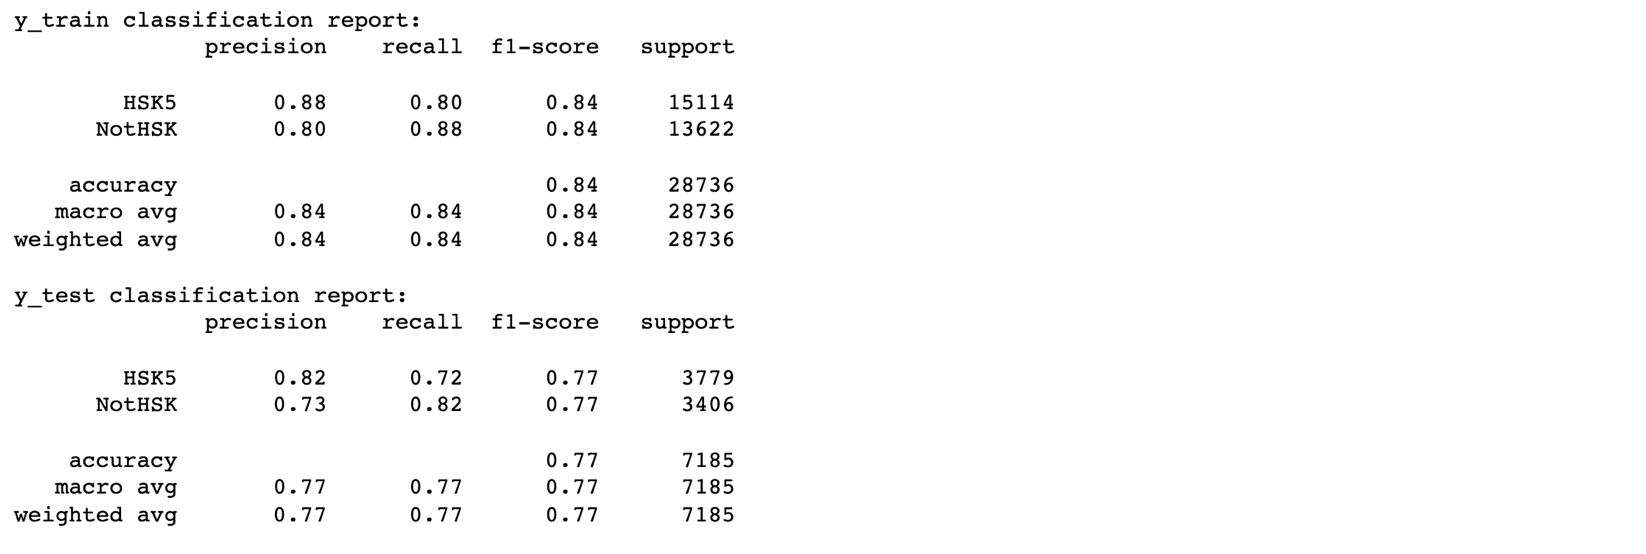 y_train classification report:
precision recall f1-score support
HSK5 0.88 0.80 0.84 15114
NotHSK 0.80 0.88 0.84 13622
accuracy 0.84 28736
macro avg 0.84 0.84 0.84 28736
weighted avg 0.84 0.84 0.84 28736
y_test classification report:
precision recall f1-score support
HSK5 0.82 0.72 0.77 3779
NotHSK 0.73 0.82 0.77 3406
accuracy 0.77 7185
macro avg 0.77 0.77 0.77 7185
weighted avg 0.77 0.77 0.77 7185